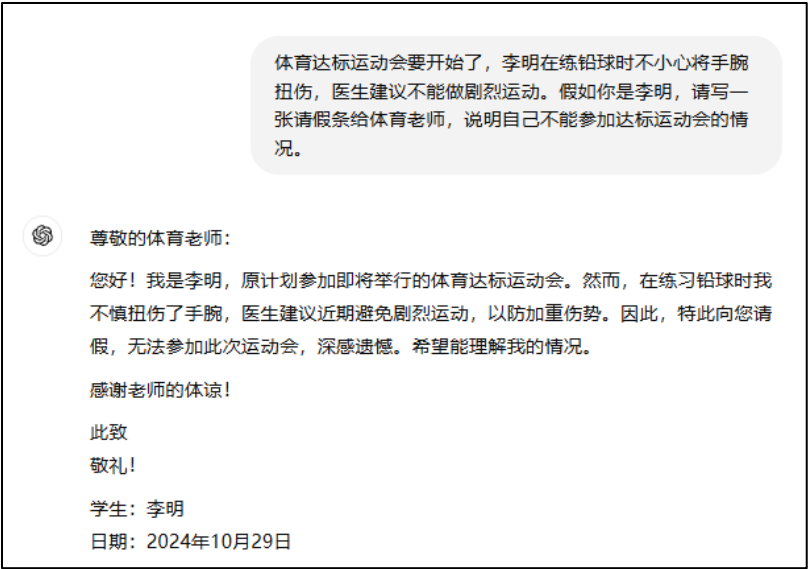 体育达标运动会要开始了，李明在练铅球时不小心将手腕
扭伤，医生建议不能做剧烈运动。假如你是李明，请写一
张请假条给体育老师，说明自己不能参加达标运动会的情
况。
尊敬的体育老师：
您好！我是李明，原计划参加即将举行的体育达标运动会。然而，在练习铅球时我
不慎扭伤了手腕，医生建议近期避免剧烈运动，以防加重伤势。因此，特此向您请
假，无法参加此次运动会，深感遗憾。希望能理解我的情况。
感谢老师的体谅！
此致
敬礼！
学生：李明
日期：2024年10月29日